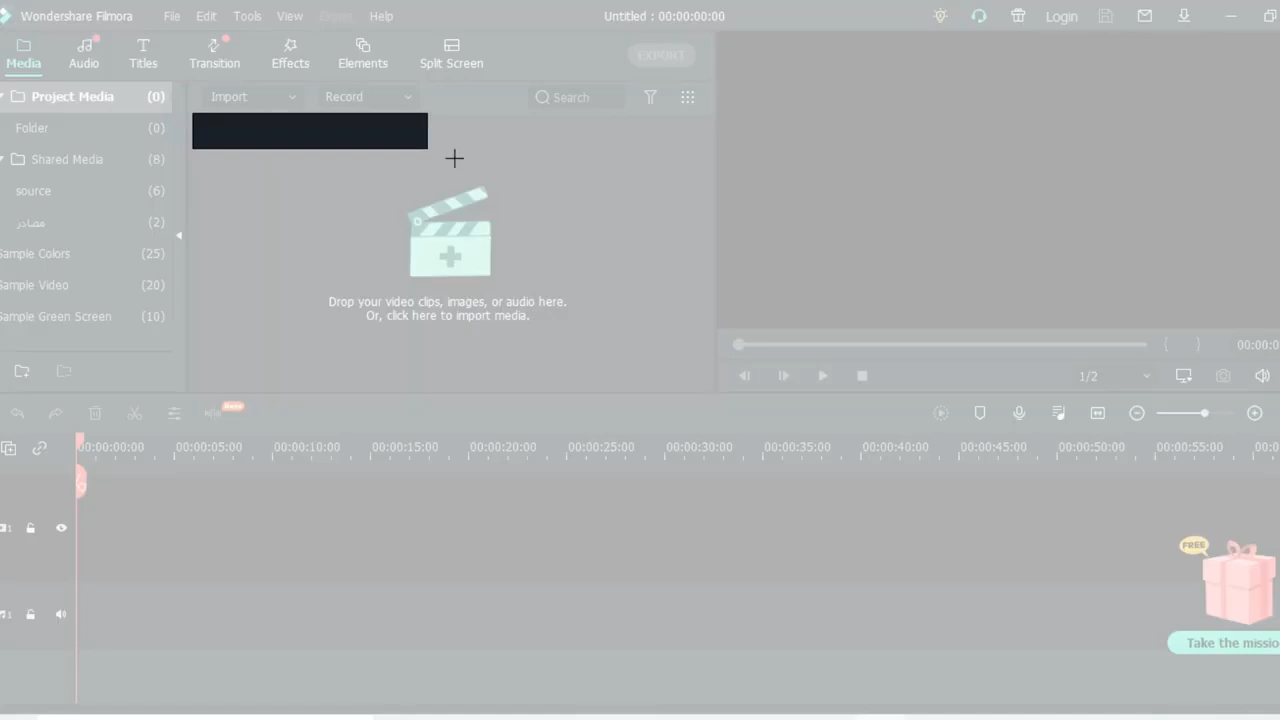 Wondershare Filmora File Edit Tools View Export Help Untitled : 00:00:00:00 Login
Media Audio Titles Transition Effects Elements Split Screen EXPORT
Project Media (0) Import Record Search
Folder (0)
Shared Media (8)
source (6)
مصادر (2)
Sample Colors (25)
Sample Video (20)
Sample Green Screen (10)
Drop your video clips, images, or audio here.
Or, click here to import media.
00:00:0
1/2
New
00:00:00:00 00:00:05:00 00:00:10:00 00:00:15:00 00:00:20:00 00:00:25:00 00:00:30:00 00:00:35:00 00:00:40:00 00:00:45:00 00:00:50:00 00:00:55:00 00:0
1
FREE
1
Take the missio